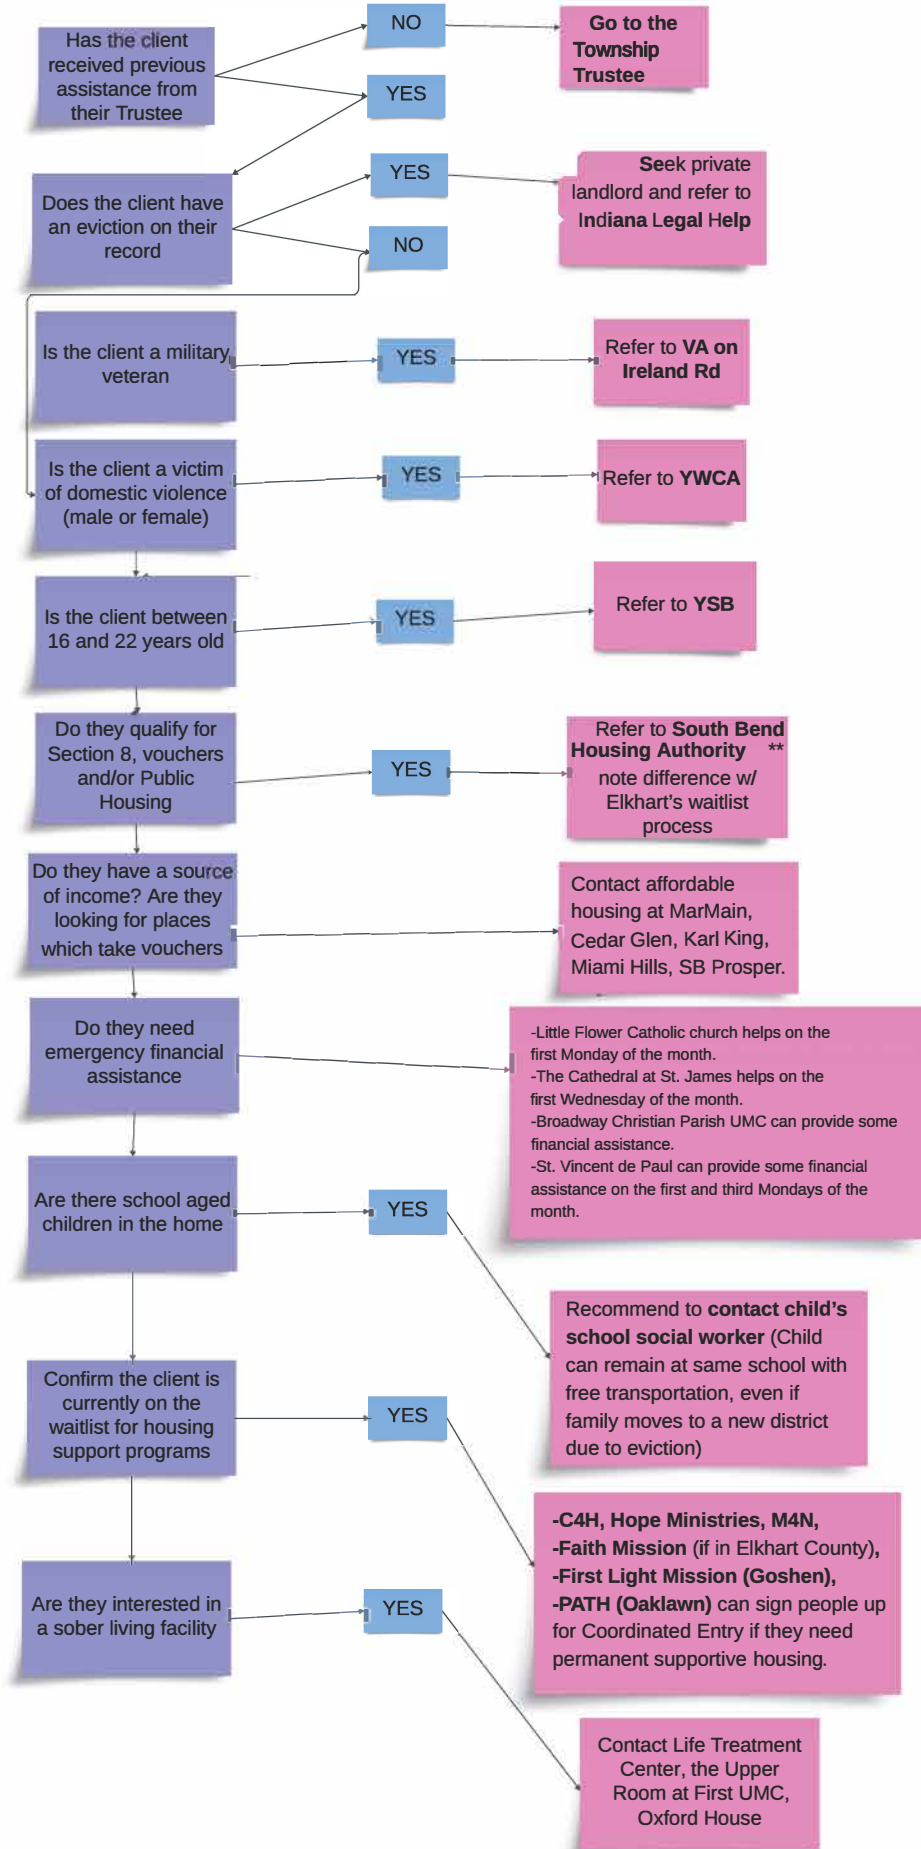 Has the client
received previous
assistance from
their Trustee
NO
YES
Go to the
Township
Trustee
Does the client have
an eviction on their
record
YES
NO
Seek private
landlord and refer to
Indiana Legal Help
Is the client a military
veteran
YES
Refer to VA on
Ireland Rd
Is the client a victim
of domestic violence
(male or female)
YES
Refer to YWCA
Is the client between
16 and 22 years old
YES
Refer to YSB
Do they qualify for
Section 8, vouchers
and/or Public
Housing
YES
Refer to South Bend
Housing Authority **
note difference w/
Elkhart's waitlist
process
Do they have a source
of income? Are they
looking for places
which take vouchers
Contact affordable
housing at MarMain,
Cedar Glen, Karl King,
Miami Hills, SB Prosper.
Do they need
emergency financial
assistance
-Little Flower Catholic church helps on the
first Monday of the month.
-The Cathedral at St. James helps on the
first Wednesday of the month.
-Broadway Christian Parish UMC can provide some
financial assistance.
-St. Vincent de Paul can provide some financial
assistance on the first and third Mondays of the
month.
Are there school aged
children in the home
YES
Recommend to contact child's
school social worker (Child
can remain at same school with
free transportation, even if
family moves to a new district
due to eviction)
Confirm the client is
currently on the
waitlist for housing
support programs
YES
-C4H, Hope Ministries, M4N,
-Faith Mission (if in Elkhart County),
-First Light Mission (Goshen),
-PATH (Oaklawn) can sign people up
for Coordinated Entry if they need
permanent supportive housing.
Are they interested in
a sober living facility
YES
Contact Life Treatment
Center, the Upper
Room at First UMC,
Oxford House